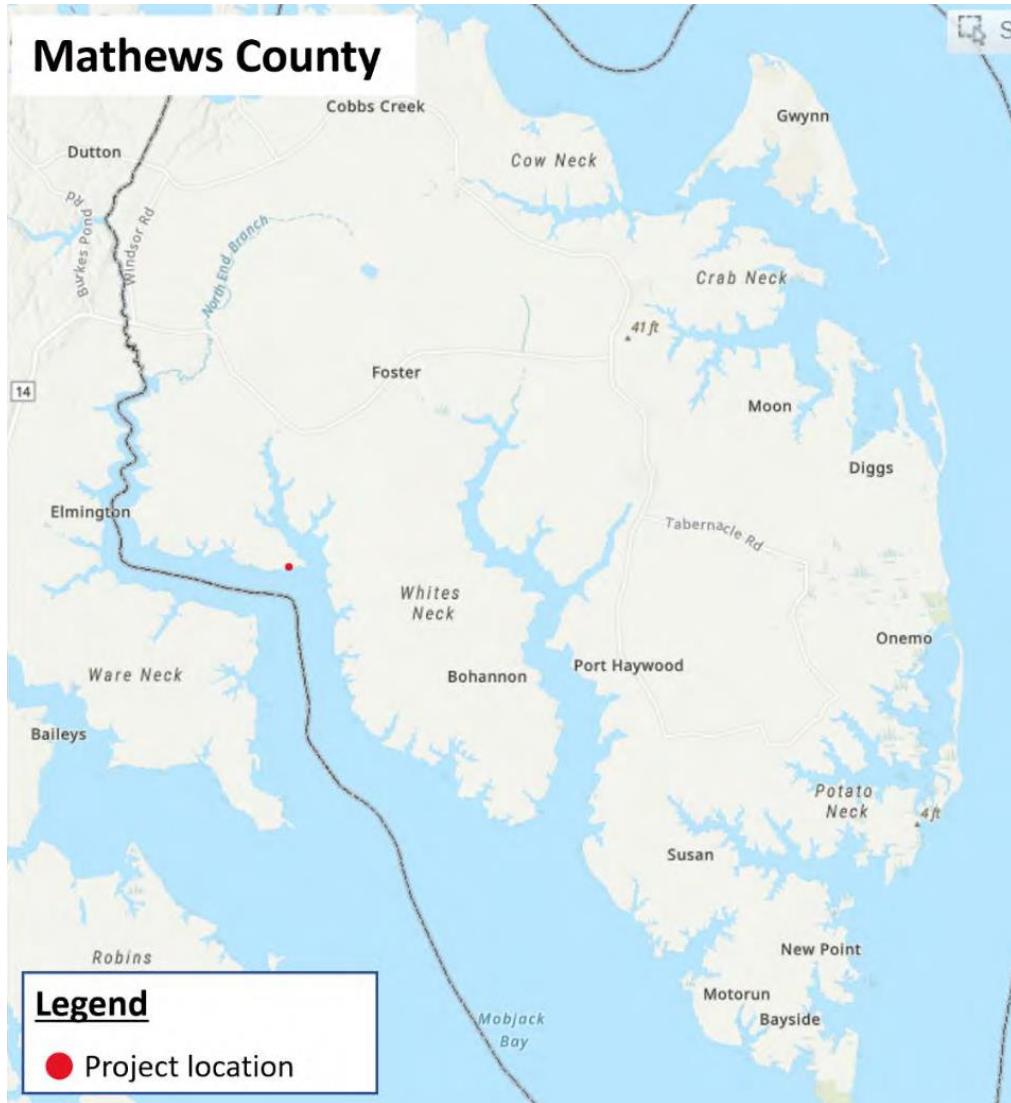 Mathews County
S
Cobbs Creek
Gwynn
Dutton
Cow Neck
Burkes Pond
Rd
Windsor Rd
North End Branch
Crab Neck
41 ft
14
Foster
Moon
Diggs
Elmington
Tabernacle Rd
Whites
Neck
Onemo
Ware Neck
Bohannon
Port Haywood
Baileys
Potato
Neck
4 ft
Susan
Robins
New Point
Motorun
Bayside
Mobjack
Bay
Legend
Project location